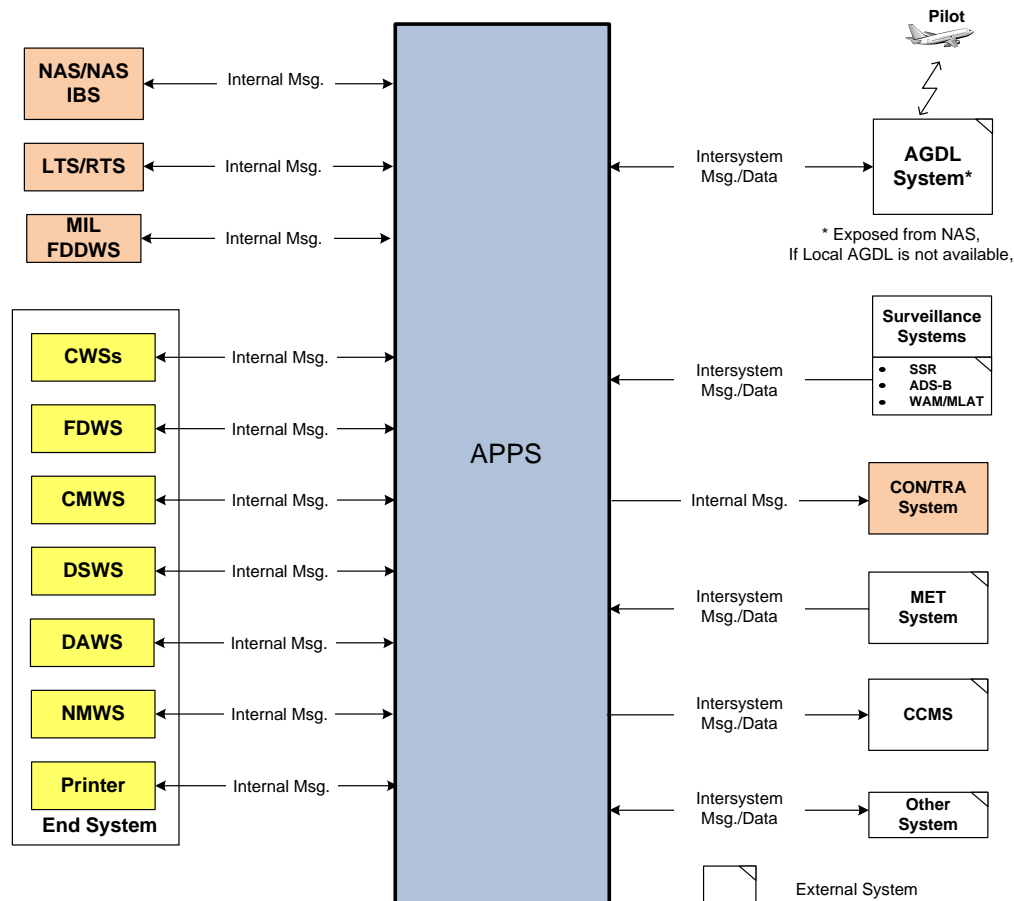 NAS/NAS
IBS
Internal Msg.
LTS/RTS
Internal Msg.
MIL
FDDWS
Internal Msg.
CWSs
Internal Msg.
FDWS
Internal Msg.
CMWS
Internal Msg.
DSWS
Internal Msg.
DAWS
Internal Msg.
NMWS
Internal Msg.
Printer
Internal Msg.
End System
APPS
Pilot
Intersystem
Msg./Data
AGDL
System*
* Exposed from NAS,
If Local AGDL is not available,
Intersystem
Msg./Data
Surveillance
Systems
• SSR
• ADS-B
• WAM/MLAT
Internal Msg.
CON/TRA
System
Intersystem
Msg./Data
MET
System
Intersystem
Msg./Data
CCMS
Intersystem
Msg./Data
Other
System
External System